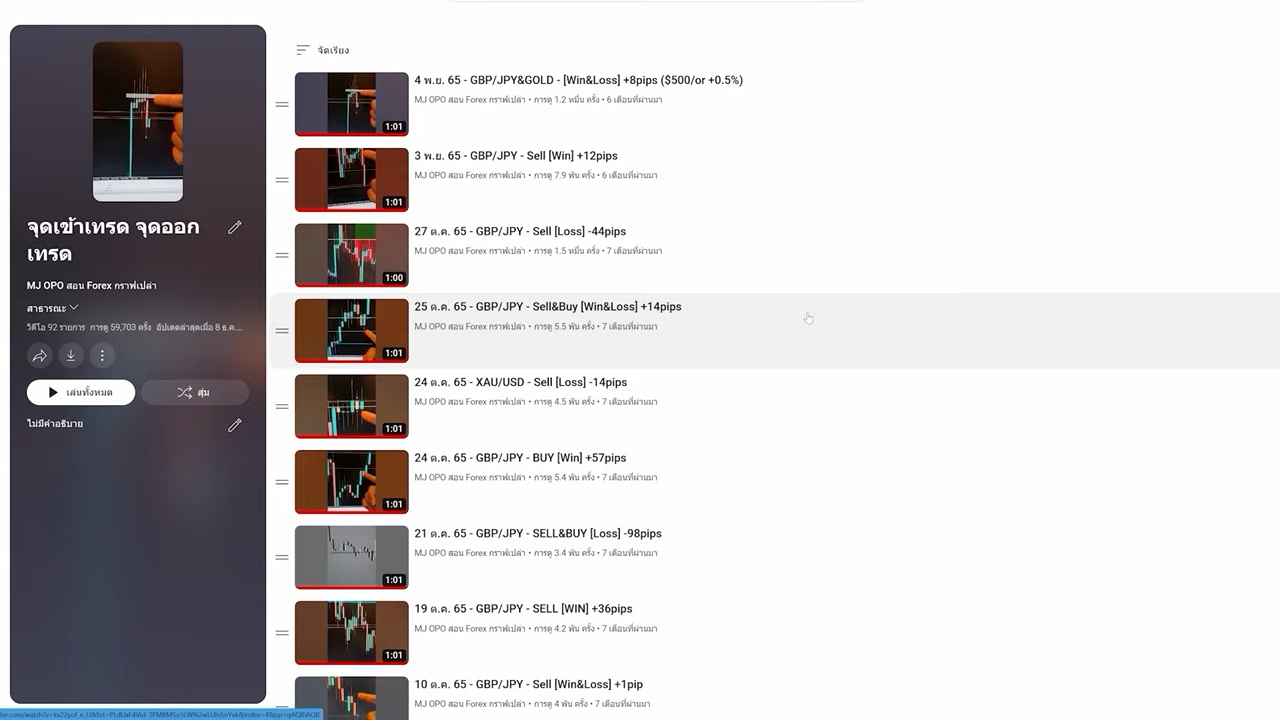 จุดเข้าเทรด จุดออก
เทรด
MJ OPO สอน Forex กราฟเปล่า
สาธารณะ
วิดีโอ 92 รายการ การดู 59,703 ครั้ง อัปเดตล่าสุดเมื่อ 8 ธ.ค....
เล่นทั้งหมด
สุ่ม
ไม่มีคำอธิบาย
จัดเรียง
1:01
4 พ.ย. 65 - GBP/JPY&GOLD - [Win&Loss] +8pips ($500/or +0.5%)
MJ OPO สอน Forex กราฟเปล่า • การดู 1.2 หมื่น ครั้ง • 6 เดือนที่ผ่านมา
1:01
3 พ.ย. 65 - GBP/JPY - Sell [Win] +12pips
MJ OPO สอน Forex กราฟเปล่า • การดู 7.9 พัน ครั้ง • 6 เดือนที่ผ่านมา
1:00
27 ต.ค. 65 - GBP/JPY - Sell [Loss] -44pips
MJ OPO สอน Forex กราฟเปล่า • การดู 1.5 หมื่น ครั้ง • 7 เดือนที่ผ่านมา
1:01
25 ต.ค. 65 - GBP/JPY - Sell&Buy [Win&Loss] +14pips
MJ OPO สอน Forex กราฟเปล่า • การดู 5.5 พัน ครั้ง • 7 เดือนที่ผ่านมา
1:01
24 ต.ค. 65 - XAU/USD - Sell [Loss] -14pips
MJ OPO สอน Forex กราฟเปล่า • การดู 4.5 พัน ครั้ง • 7 เดือนที่ผ่านมา
1:01
24 ต.ค. 65 - GBP/JPY - BUY [Win] +57pips
MJ OPO สอน Forex กราฟเปล่า • การดู 5.4 พัน ครั้ง • 7 เดือนที่ผ่านมา
1:01
21 ต.ค. 65 - GBP/JPY - SELL&BUY [Loss] -98pips
MJ OPO สอน Forex กราฟเปล่า • การดู 3.4 พัน ครั้ง • 7 เดือนที่ผ่านมา
1:01
19 ต.ค. 65 - GBP/JPY - SELL [WIN] +36pips
MJ OPO สอน Forex กราฟเปล่า • การดู 4.2 พัน ครั้ง • 7 เดือนที่ผ่านมา
10 ต.ค. 65 - GBP/JPY - Sell [Win&Loss] +1pip
MJ OPO สอน Forex กราฟเปล่า • การดู 4 พัน ครั้ง • 7 เดือนที่ผ่านมา